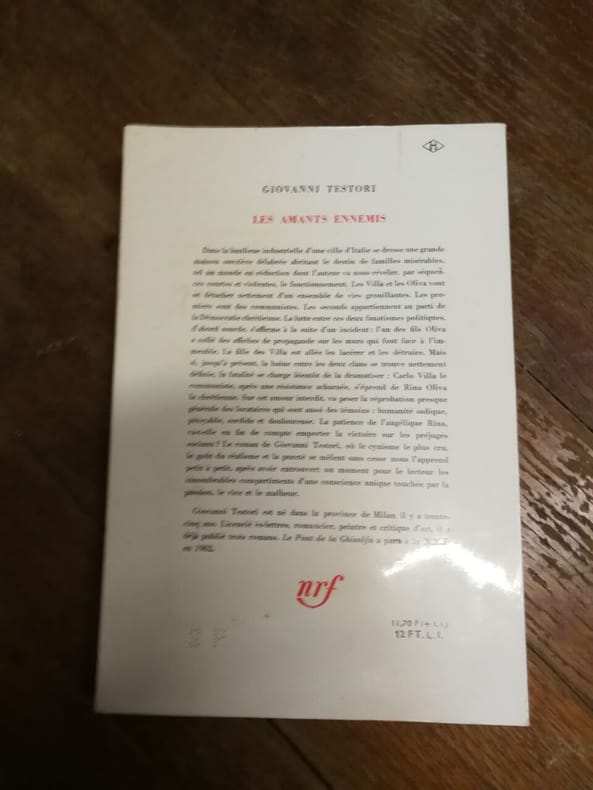 H
GIOVANNI TESTORI
LES AMANTS ENNEMIS
Dans la banlieue industrielle d'une ville d'Italie se dresse une grande
maison ouvrière délabrée abritant le destin de familles misérables,
cet un monde en réduction dont l'auteur va nous révéler, par séquen-
ces courtes et violentes, le fonctionnement. Les Villa et les Oliva vont
se détacher nettement d'un ensemble de vies grouillantes. Les pre-
miers sont des communistes. Les seconds appartiennent au parti de
la Démocratie chrétienne. La lutte entre ces deux fanatismes politiques,
d'abord sourde, s'affirme à la suite d'un incident : l'un des fils Oliva
a collé des affiches de propagande sur les murs qui font face à l'im-
meuble. La fille des Villa est allée les lacérer et les détruire. Mais
si, jusqu'à présent, la haine entre les deux clans se trouve nettement
définie, la fatalité se charge bientôt de la dramatiser : Carlo Villa le
communiste, après une résistance acharnée, s'éprend de Rina Oliva
la chrétienne. Sur cet amour interdit, va peser la réprobation presque
générale des locataires qui sont aussi des témoins : humanité sadique,
pitoyable, sordide et douloureuse. La patience de l'angélique Rina,
va-t-elle en fin de compte emporter la victoire sur les préjugés
sociaux ? Le roman de Giovanni Testori, où le cynisme le plus cru,
le goût du réalisme et la pureté se mêlent sans cesse nous l'apprend
petit à petit, après avoir entrouvert un moment pour le lecteur les
innombrables compartiments d'une conscience unique touchée par la
passion, le vice et le malheur.
Giovanni Testori est né dans la province de Milan il y a trente-
cinq ans. Licencié ès-lettres, romancier, peintre et critique d'art, il a
déjà publié trois romans. Le Pont de la Ghisolfa a paru à la N.R.F.
en 1962.
nrf
12 FT. L. I.